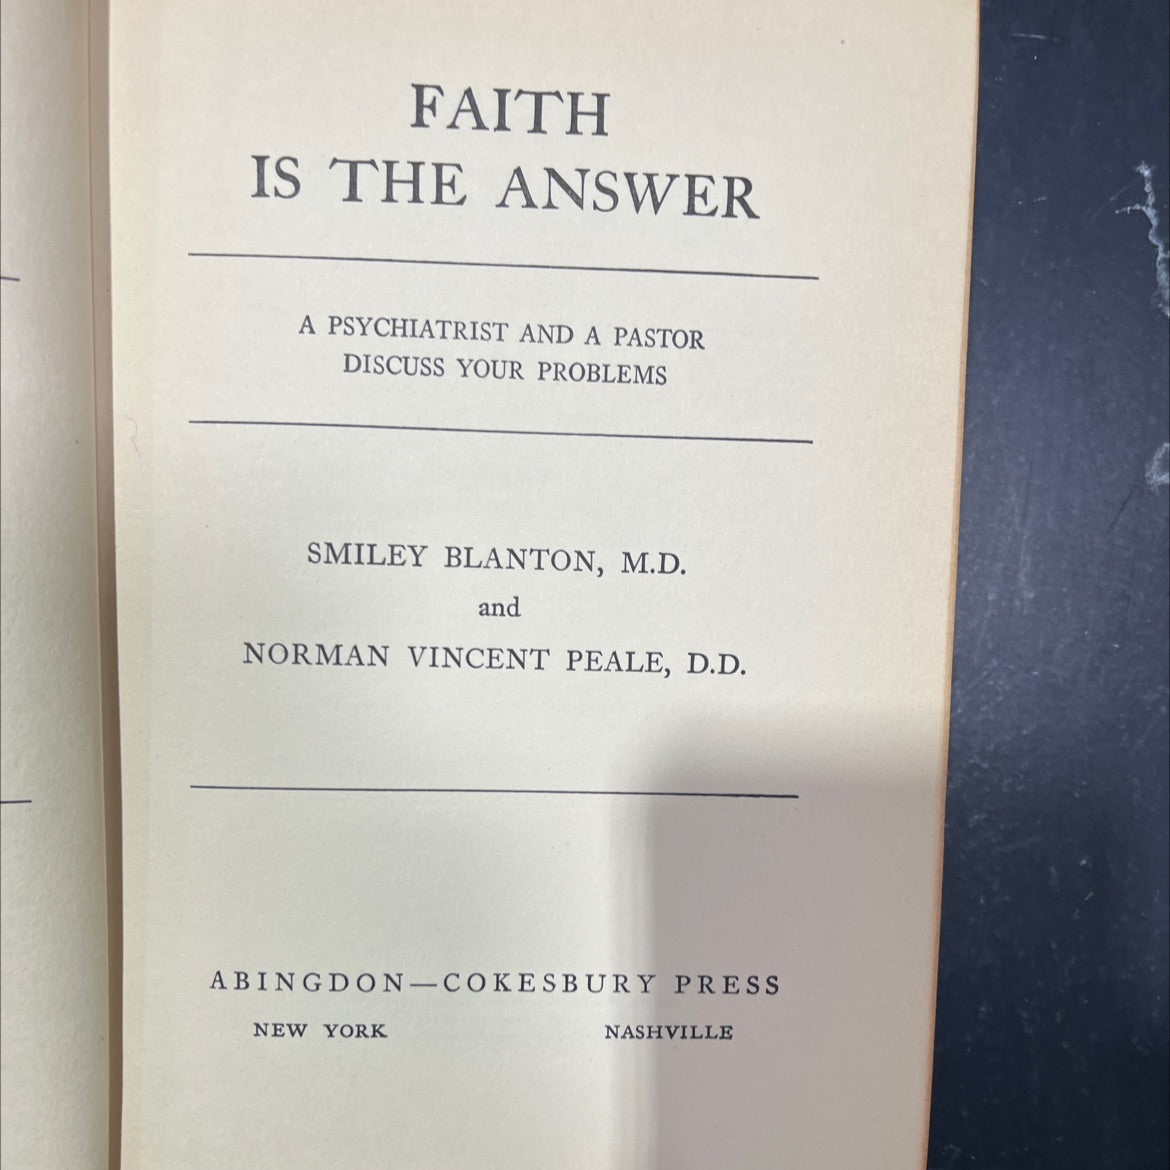 FAITH
IS THE ANSWER
A PSYCHIATRIST AND A PASTOR
DISCUSS YOUR PROBLEMS
SMILEY BLANTON, M.D.
and
NORMAN VINCENT PEALE, D.D.
ABINGDON—COKESBURY PRESS
NEW YORK NASHVILLE